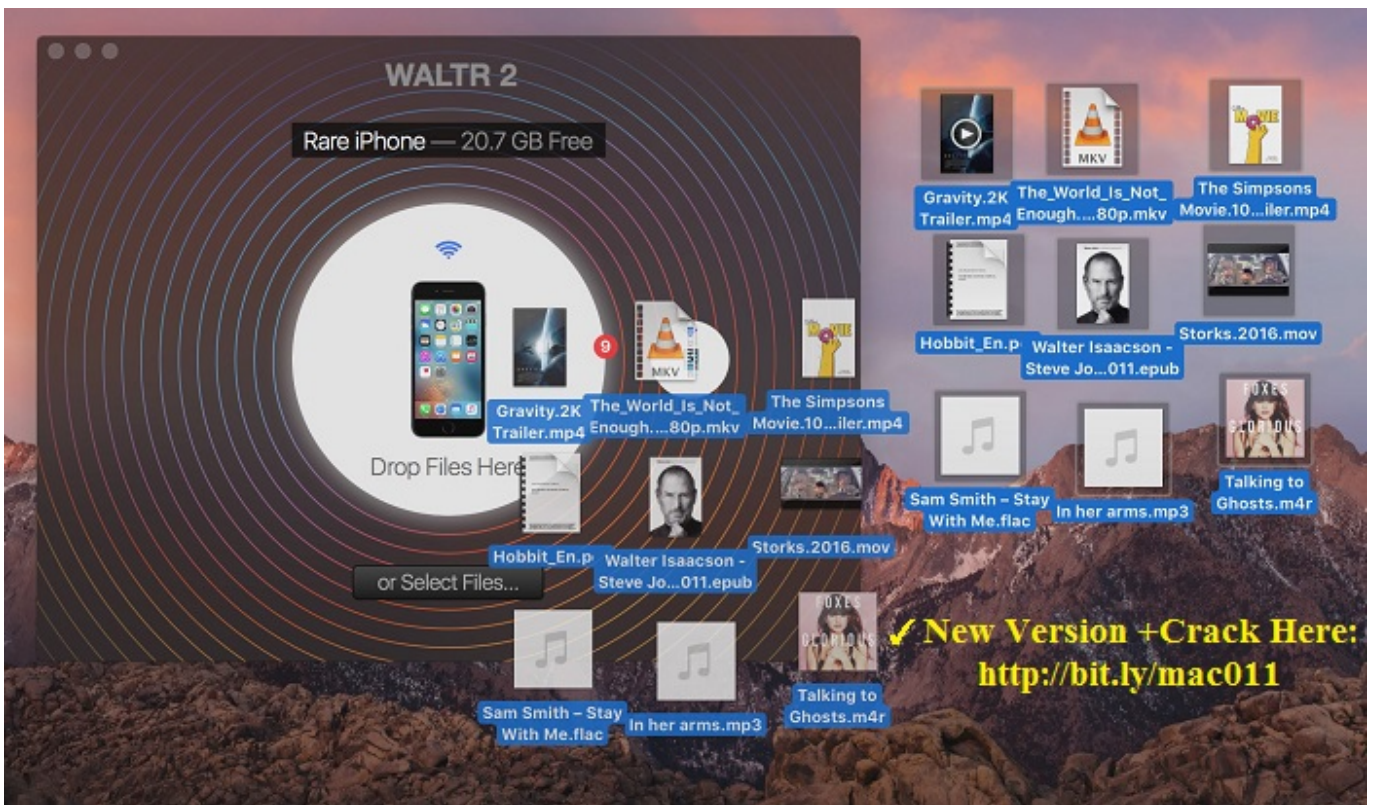 WALTR 2
Rare iPhone — 20.7 GB Free
9
MKV
Gravity.2K
Trailer.mp4
The_World_Is_Not_
Enough....80p.mkv
The Simpsons
Movie.10...iler.mp4
Drop Files Here
Hobbit_En.p
Walter Isaacson -
Steve Jo...011.epub
Storks.2016.mov
or Select Files...
FOXES
GLORIOUS
Sam Smith – Stay
With Me.flac
In her arms.mp3
Talking to
Ghosts.m4r
MKV
Gravity.2K
Trailer.mp4
The_World_Is_Not_
Enough....80p.mkv
The Simpsons
Movie.10...iler.mp4
Hobbit_En.p
Walter Isaacson -
Steve Jo...011.epub
Storks.2016.mov
FOXES
GLORIOUS
Sam Smith – Stay
With Me.flac
In her arms.mp3
Talking to
Ghosts.m4r
✓ New Version +Crack Here:
http://bit.ly/mac011